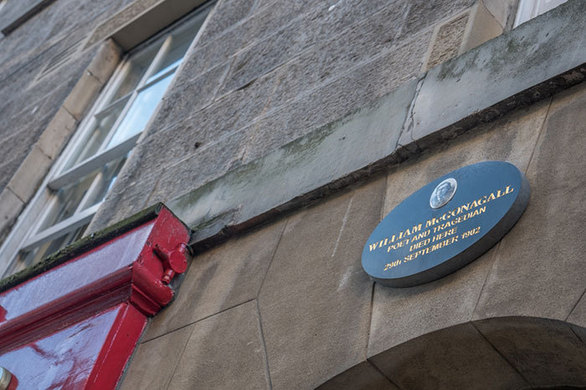 WILLIAM McGONAGALL
POET AND TRAGEDIAN
DIED HERE
29th SEPTEMBER 1902